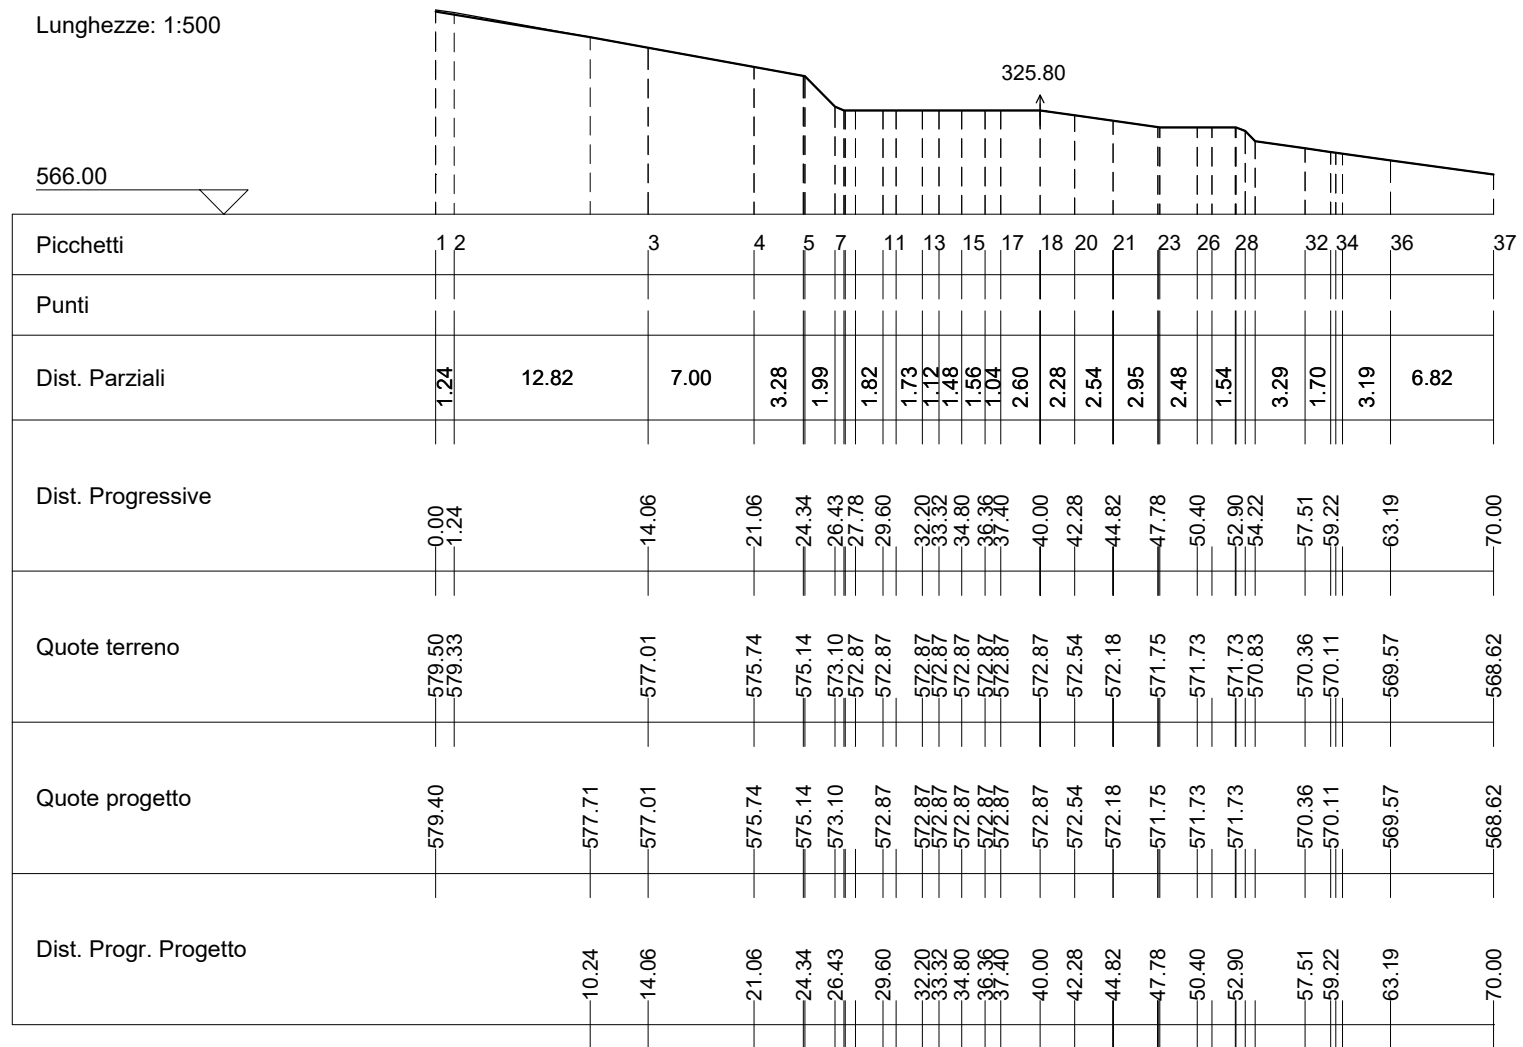 Lunghezze: 1:500
325.80
566.00
Picchetti 1 2 3 4 5 7 11 13 15 17 18 20 21 23 26 28 32 34 36 37
Punti
Dist. Parziali 1.24 12.82 7.00 3.28 1.99 1.82 1.73 1.12 1.48 1.56 1.04 2.60 2.28 2.54 2.95 2.48 1.54 3.29 1.70 3.19 6.82
Dist. Progressive 0.00 1.24 14.06 21.06 24.34 26.43 27.78 29.60 32.20 33.32 34.80 36.36 37.40 40.00 42.28 44.82 47.78 50.40 52.90 54.22 57.51 59.22 63.19 70.00
Quote terreno 579.50 579.33 577.01 575.74 575.14 573.10 572.87 572.87 572.87 572.87 572.87 572.87 572.87 572.87 572.54 572.18 571.75 571.73 571.73 570.83 570.36 570.11 569.57 568.62
Quote progetto 579.40 577.71 577.01 575.74 575.14 573.10 572.87 572.87 572.87 572.87 572.87 572.87 572.87 572.54 572.18 571.75 571.73 571.73 570.36 570.11 569.57 568.62
Dist. Progr. Progetto 10.24 14.06 21.06 24.34 26.43 29.60 32.20 33.32 34.80 36.36 37.40 40.00 42.28 44.82 47.78 50.40 52.90 57.51 59.22 63.19 70.00